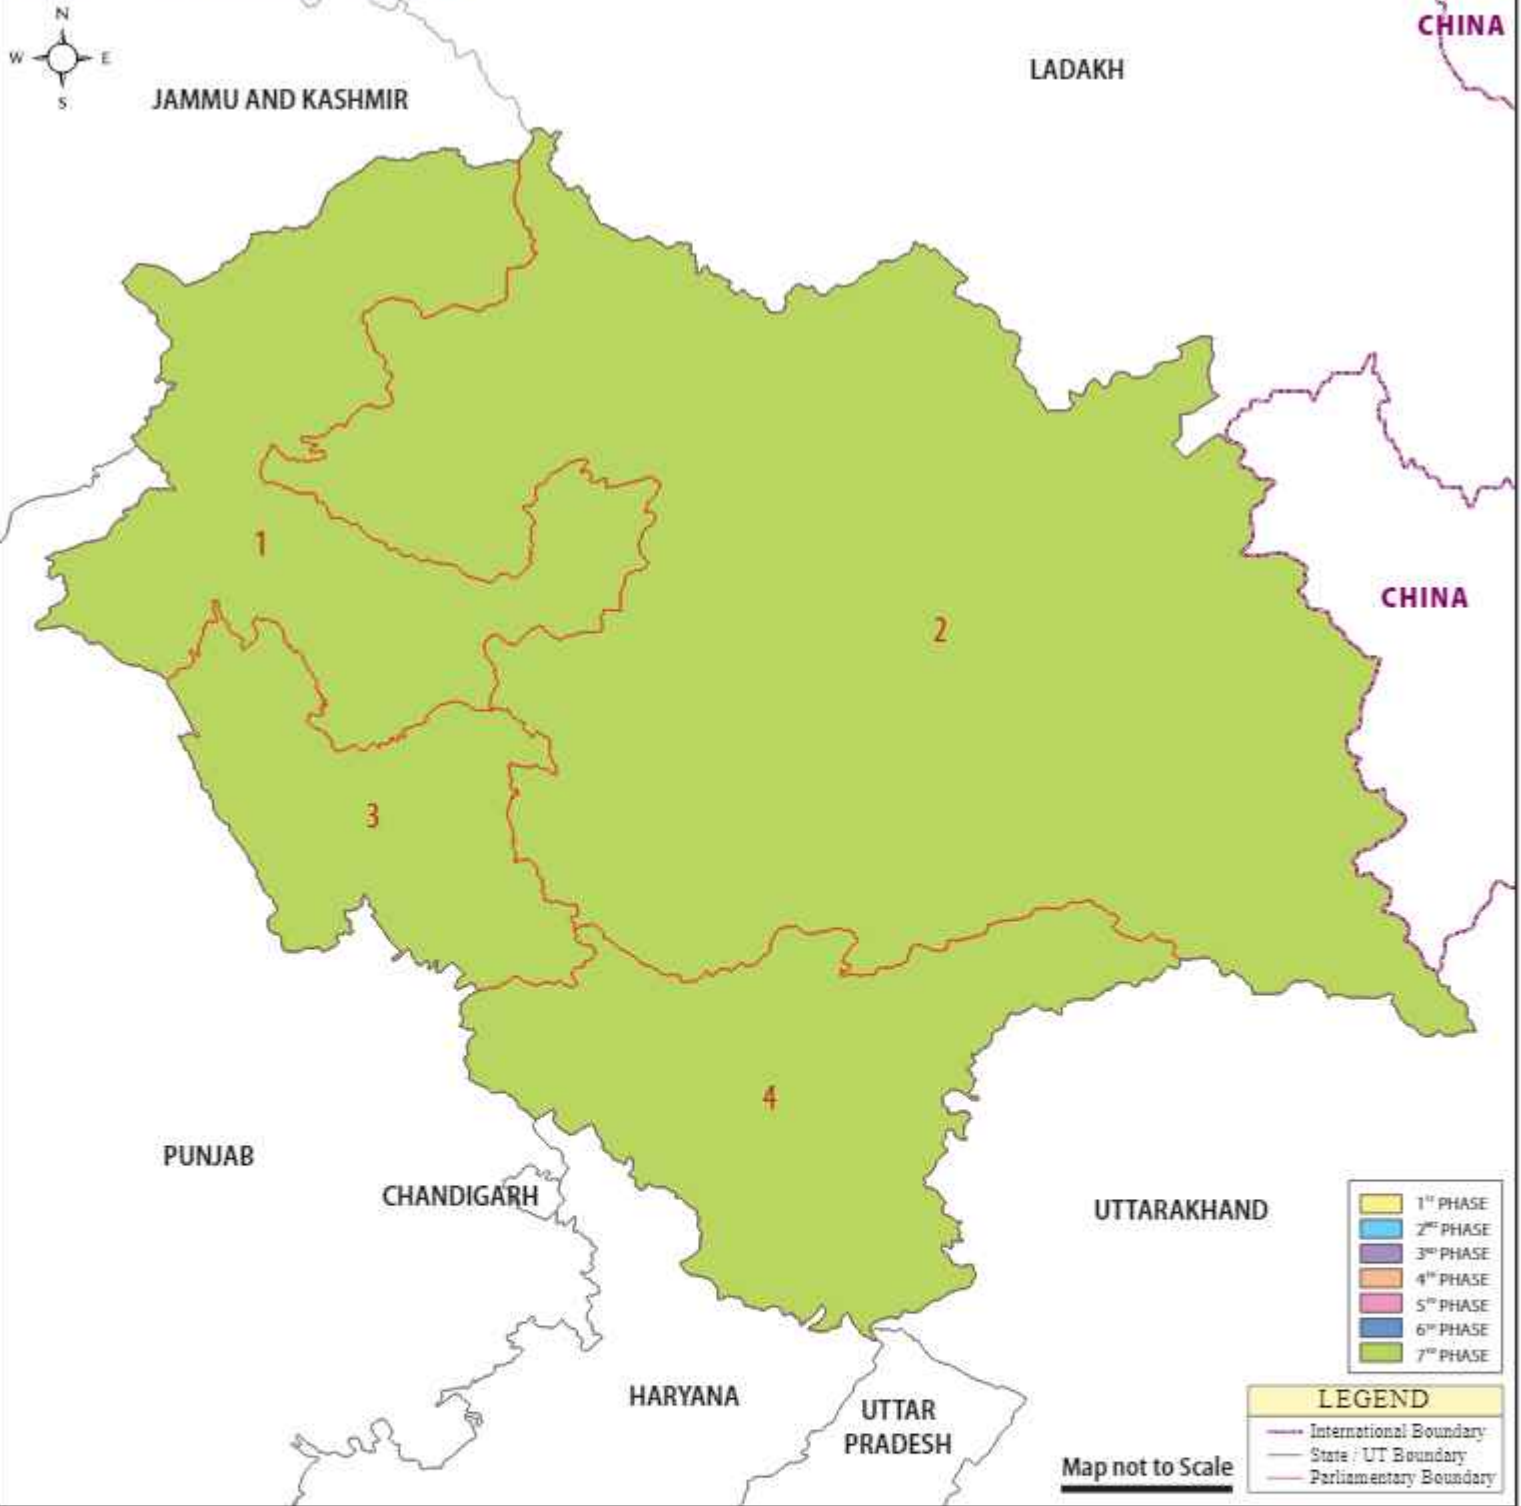 N
W E
S
CHINA
LADAKH
JAMMU AND KASHMIR
1
CHINA
2
3
4
PUNJAB
CHANDIGARH
UTTARAKHAND
1ST PHASE
2ND PHASE
3RD PHASE
4TH PHASE
5TH PHASE
6TH PHASE
7TH PHASE
HARYANA
UTTAR
PRADESH
LEGEND
International Boundary
State / UT Boundary
Parliamentary Boundary
Map not to Scale